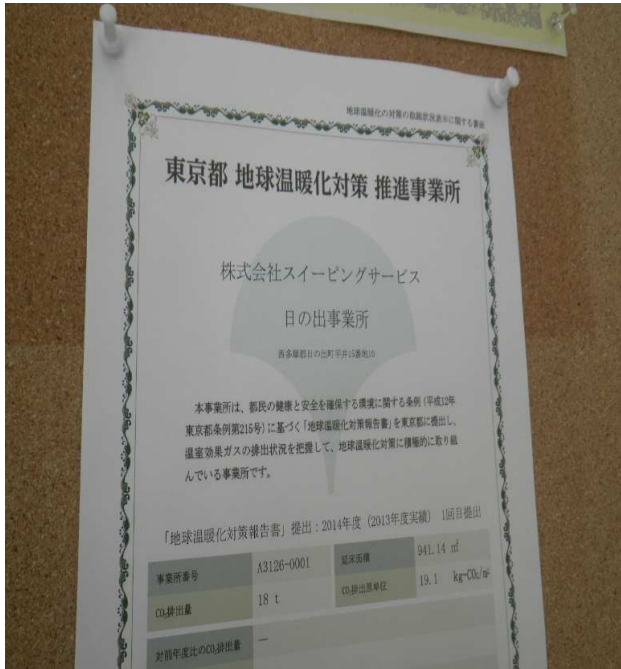 地球温暖化の対策の取組状況表示に関する書面
東京都 地球温暖化対策 推進事業所
株式会社スイーピングサービス
日の出事業所
西多摩郡日の出町平井15番地10
本事業所は、都民の健康と安全を確保する環境に関する条例（平成12年
東京都条例第215号）に基づく「地球温暖化対策報告書」を東京都に提出し、
温室効果ガスの排出状況を把握して、地球温暖化対策に積極的に取り組
んでいる事業所です。
「地球温暖化対策報告書」提出：2014年度（2013年度実績） 1回目提出
事業所番号 A3126-0001 延床面積 941.14 ㎡
CO₂排出量 18 t CO₂排出原単位 19.1 kg-CO₂/㎡
対前年度比のCO₂排出量 —